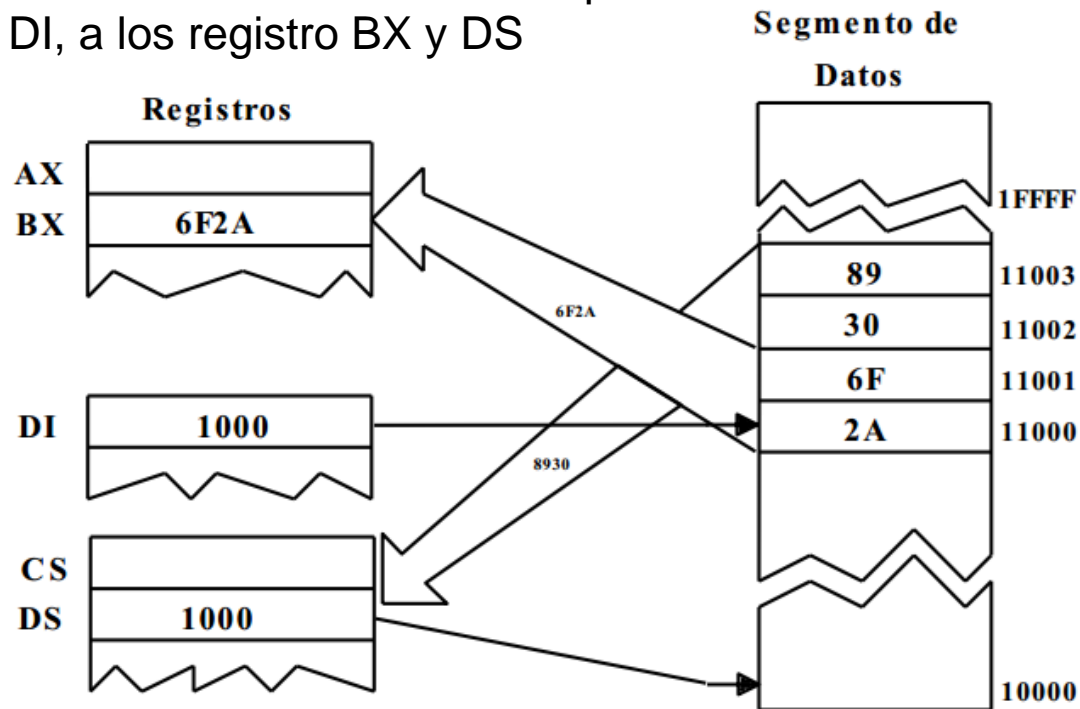 DI, a los registro BX y DS
Segmento de
Datos
Registros
AX
BX 6F2A
1FFFF
89 11003
30 11002
6F2A
6F 11001
DI 1000
2A 11000
8930
CS
DS 1000
10000